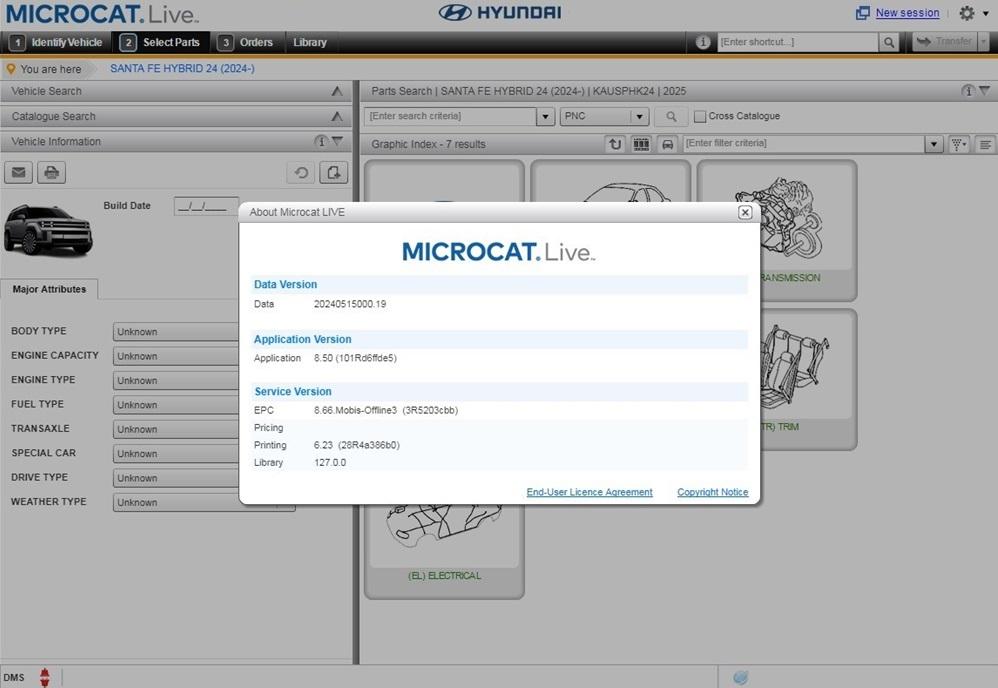 MICROCAT.Live™ HYUNDAI New session
1 Identify Vehicle 2 Select Parts 3 Orders Library [Enter shortcut...] Transfer
You are here SANTA FE HYBRID 24 (2024-)
Vehicle Search
Catalogue Search
Vehicle Information
Build Date __/__/____
Major Attributes
BODY TYPE Unknown
ENGINE CAPACITY Unknown
ENGINE TYPE Unknown
FUEL TYPE Unknown
TRANSAXLE Unknown
SPECIAL CAR Unknown
DRIVE TYPE Unknown
WEATHER TYPE Unknown
Parts Search | SANTA FE HYBRID 24 (2024-) | KAUSPHK24 | 2025
[Enter search criteria] PNC Cross Catalogue
Graphic Index - 7 results [Enter filter criteria]
RANSMISSION
TR) TRIM
(EL) ELECTRICAL
About Microcat LIVE
MICROCAT.Live™
Data Version
Data 20240515000.19
Application Version
Application 8.50 (101Rd6ffde5)
Service Version
EPC 8.66.Mobis-Offline3 (3R5203cbb)
Pricing
Printing 6.23 (28R4a386b0)
Library 127.0.0
End-User Licence Agreement Copyright Notice
DMS